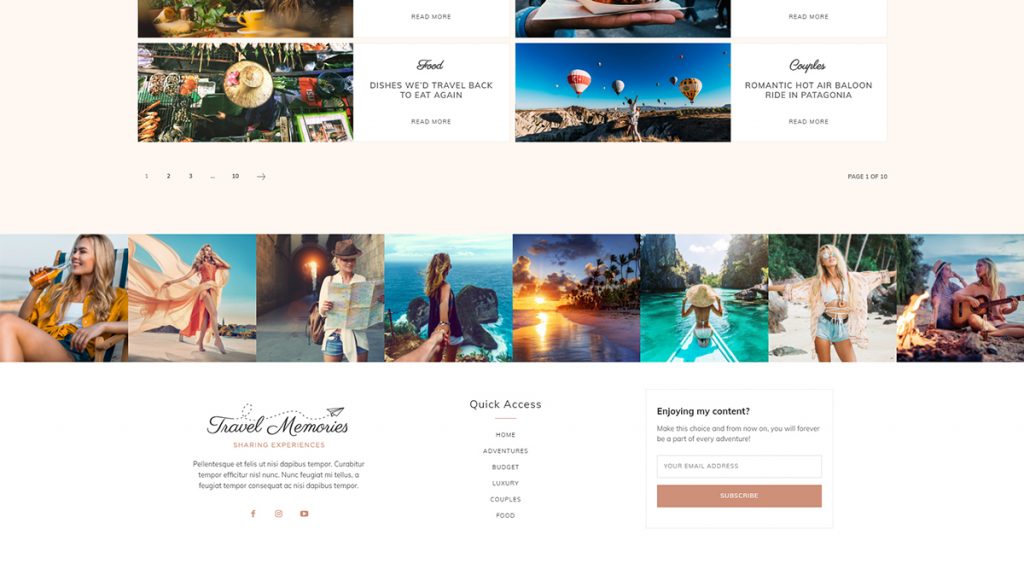 READ MORE
READ MORE
Food
DISHES WE'D TRAVEL BACK
TO EAT AGAIN
READ MORE
Couples
ROMANTIC HOT AIR BALOON
RIDE IN PATAGONIA
READ MORE
1 2 3 ... 10
PAGE 1 OF 10
Travel Memories
SHARING EXPERIENCES
Pellentesque et felis ut nisi dapibus tempor. Curabitur
tempor efficitur nisl nunc. Nunc feugiat mi tellus, a
feugiat tempor consequat ac nisi dapibus tempor.
Quick Access
HOME
ADVENTURES
BUDGET
LUXURY
COUPLES
FOOD
Enjoying my content?
Make this choice and from now on, you will forever
be a part of every adventure!
YOUR EMAIL ADDRESS
SUBSCRIBE